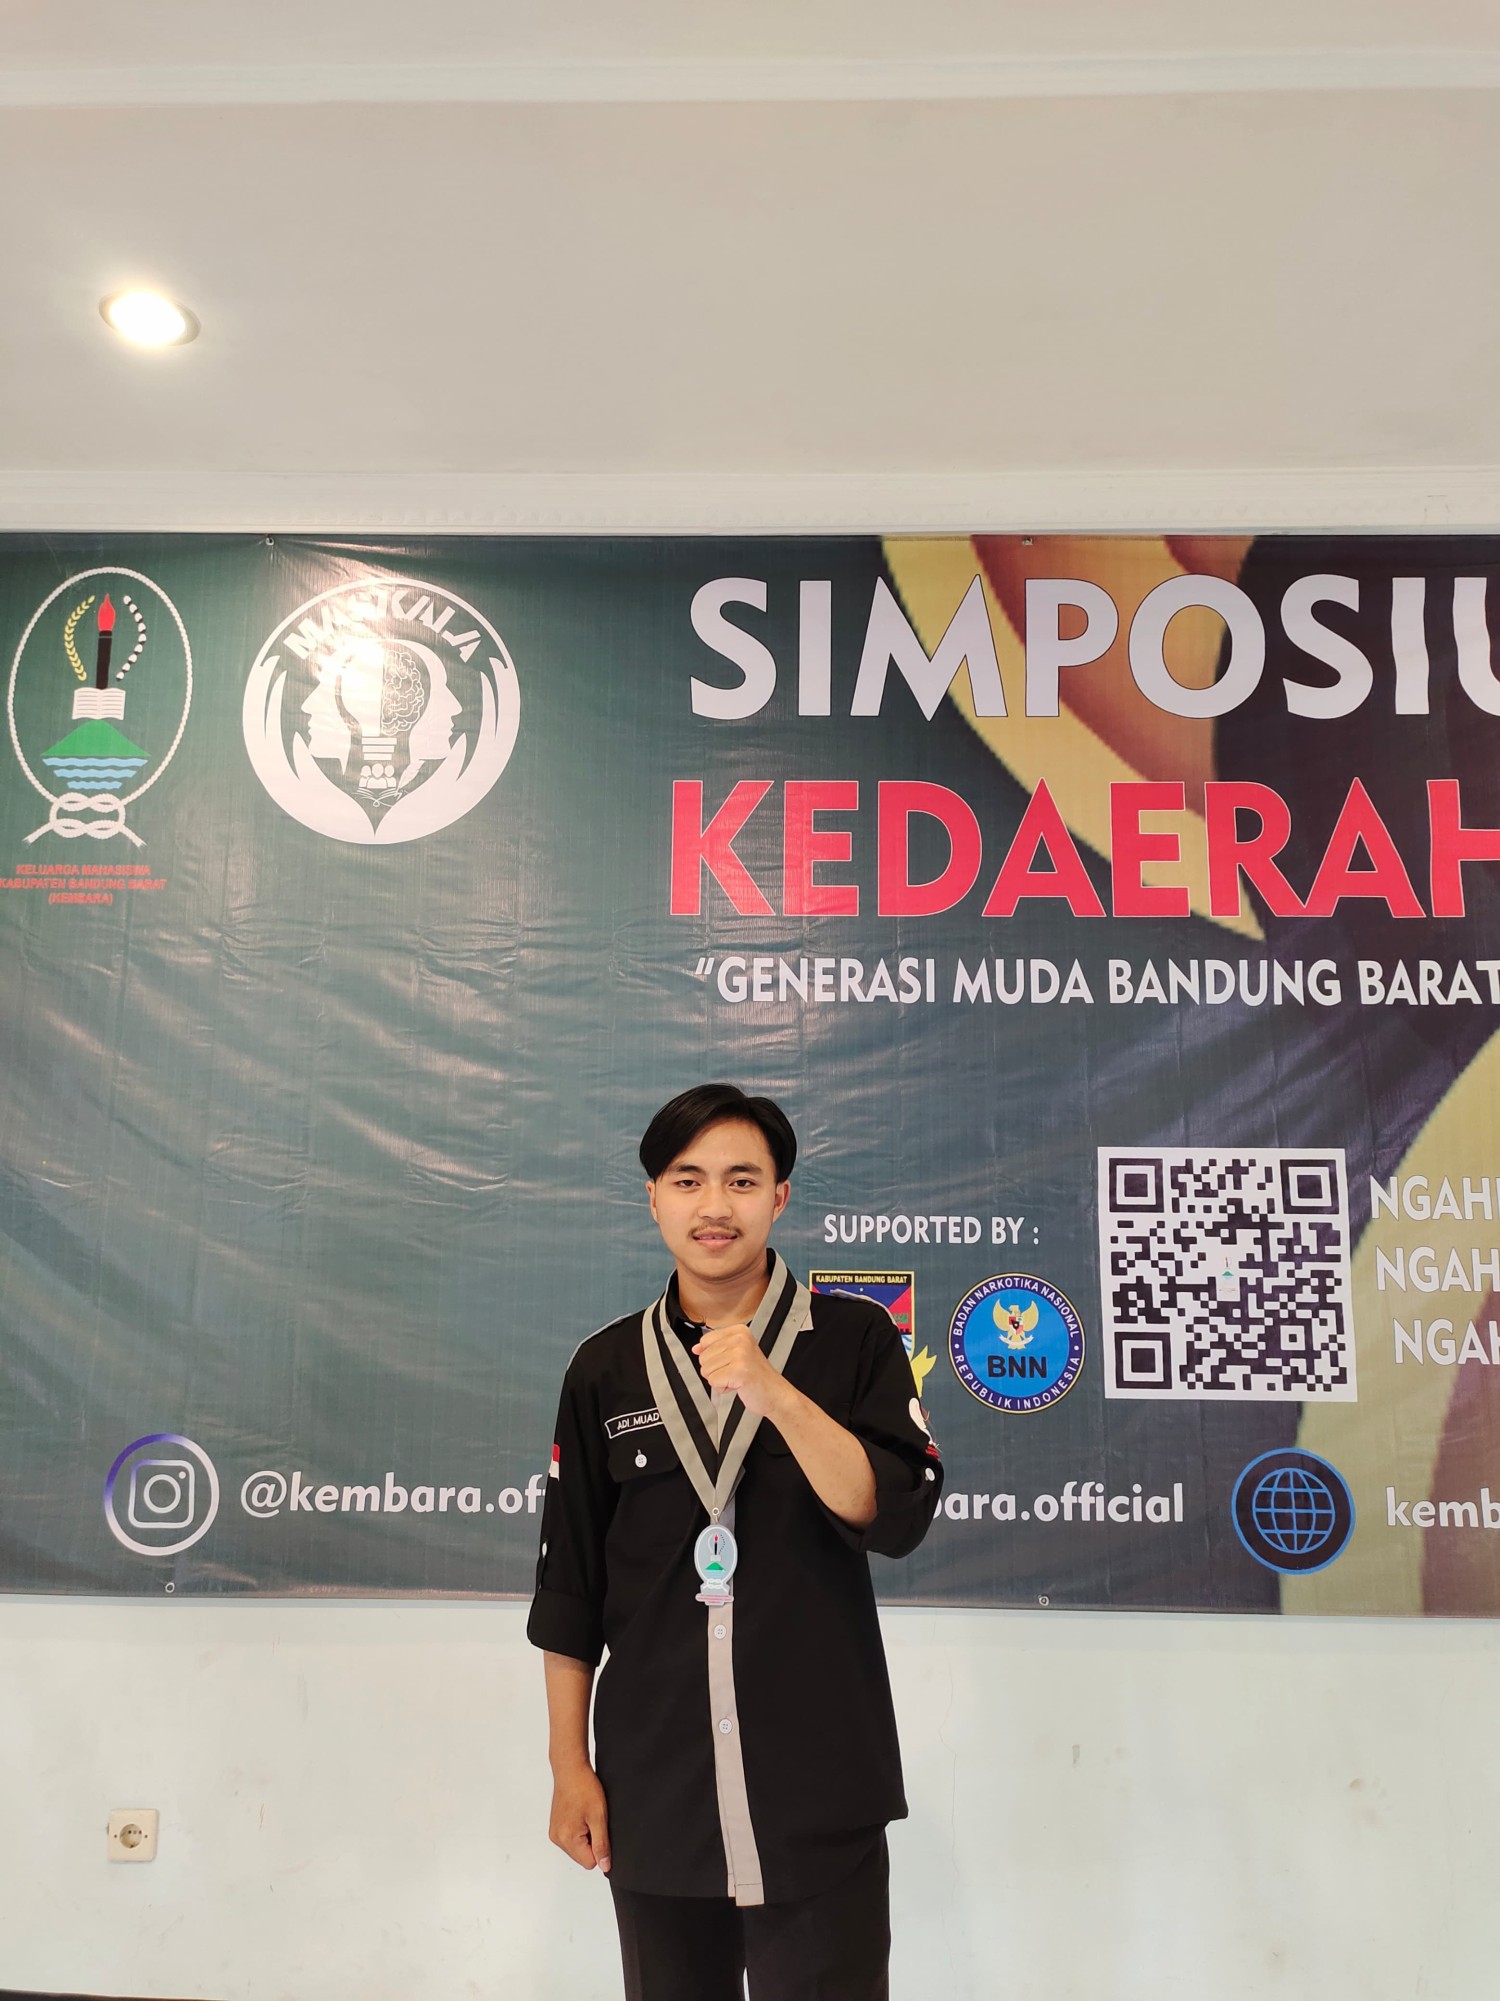 KELUARGA MAHASISWA
KABUPATEN BANDUNG BARAT
(KEMBARA)
SIMPOSIU
KEDAERAH
"GENERASI MUDA BANDUNG BARAT
SUPPORTED BY :
KABUPATEN BANDUNG BARAT
BADAN NARKOTIKA NASIONAL
BNN
REPUBLIK INDONESIA
NGAH
NGAH
NGAH
@kembara.of
bara.official
kemb
ADI MUAD